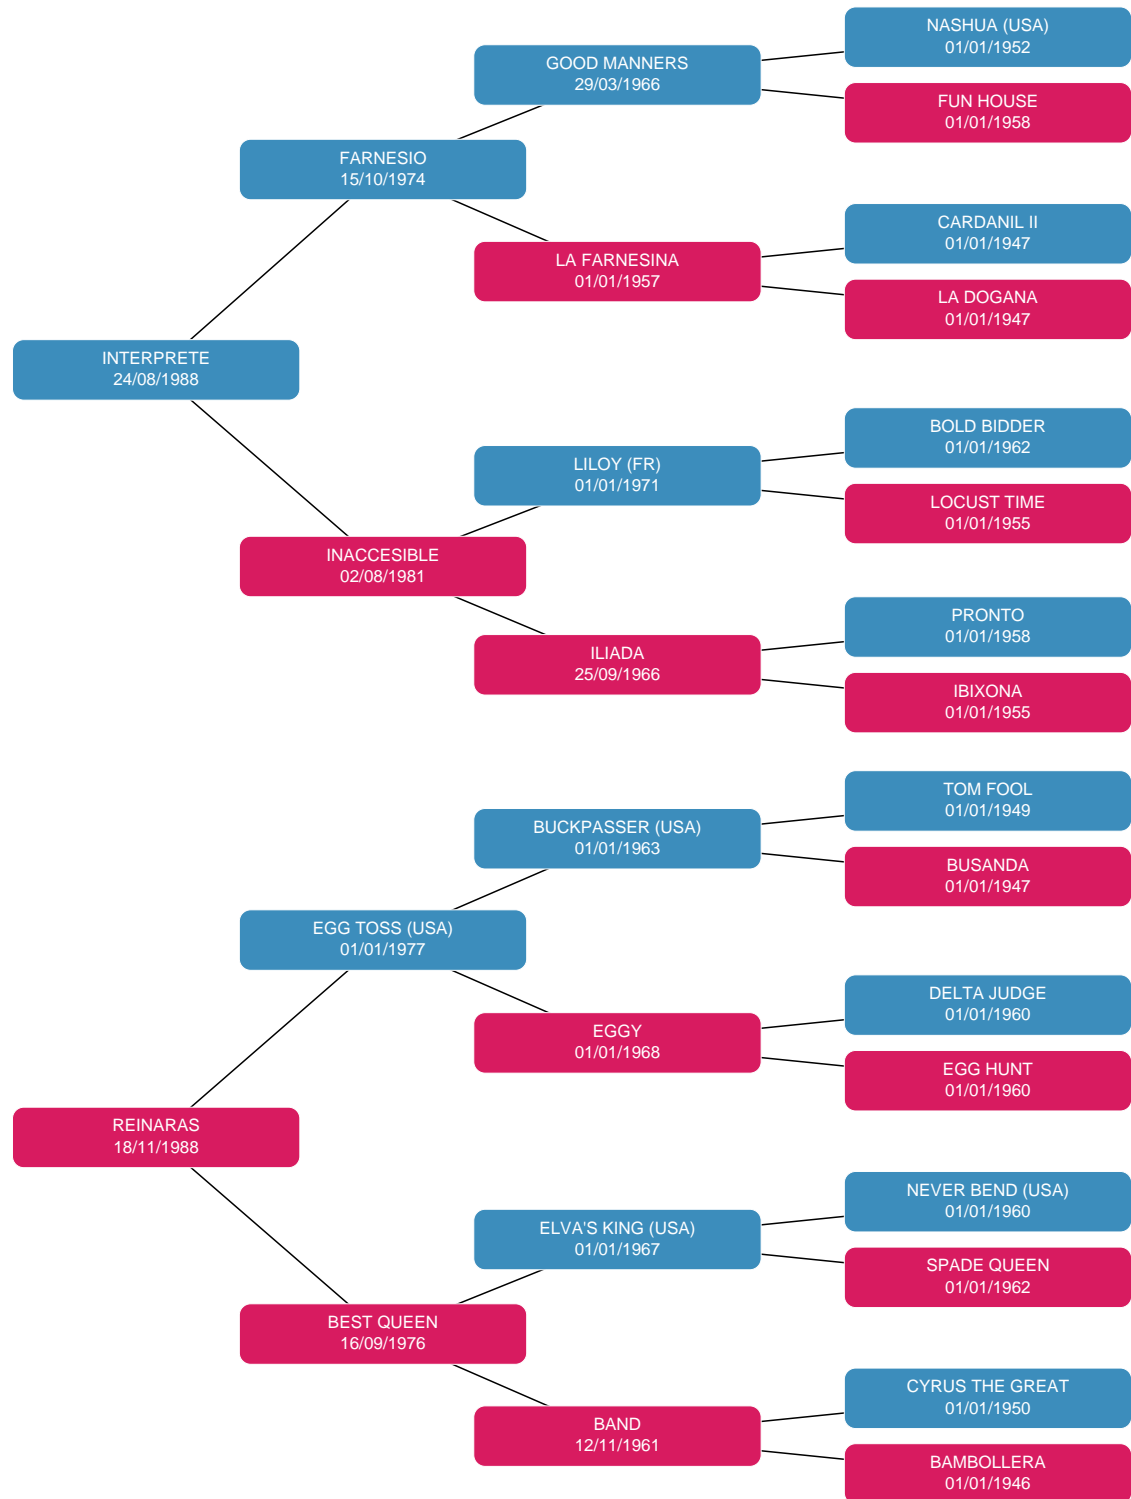 NASHUA (USA)
01/01/1952
GOOD MANNERS
29/03/1966
FUN HOUSE
01/01/1958
FARNESIO
15/10/1974
CARDANIL II
01/01/1947
LA FARNESINA
01/01/1957
LA DOGANA
01/01/1947
INTERPRETE
24/08/1988
BOLD BIDDER
01/01/1962
LILOY (FR)
01/01/1971
LOCUST TIME
01/01/1955
INACCESIBLE
02/08/1981
PRONTO
01/01/1958
ILIADA
25/09/1966
IBIXONA
01/01/1955
TOM FOOL
01/01/1949
BUCKPASSER (USA)
01/01/1963
BUSANDA
01/01/1947
EGG TOSS (USA)
01/01/1977
DELTA JUDGE
01/01/1960
EGGY
01/01/1968
EGG HUNT
01/01/1960
REINARAS
18/11/1988
NEVER BEND (USA)
01/01/1960
ELVA'S KING (USA)
01/01/1967
SPADE QUEEN
01/01/1962
BEST QUEEN
16/09/1976
CYRUS THE GREAT
01/01/1950
BAND
12/11/1961
BAMBOLLERA
01/01/1946